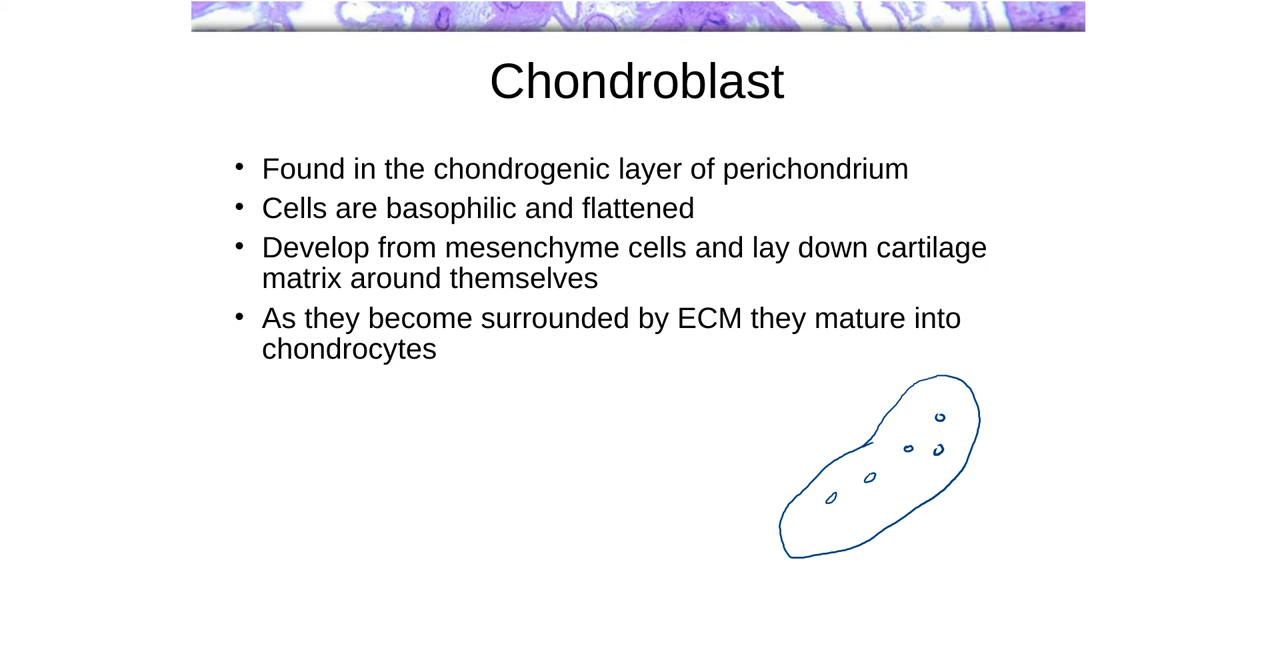 Chondroblast
• Found in the chondrogenic layer of perichondrium
• Cells are basophilic and flattened
• Develop from mesenchyme cells and lay down cartilage
matrix around themselves
• As they become surrounded by ECM they mature into
chondrocytes